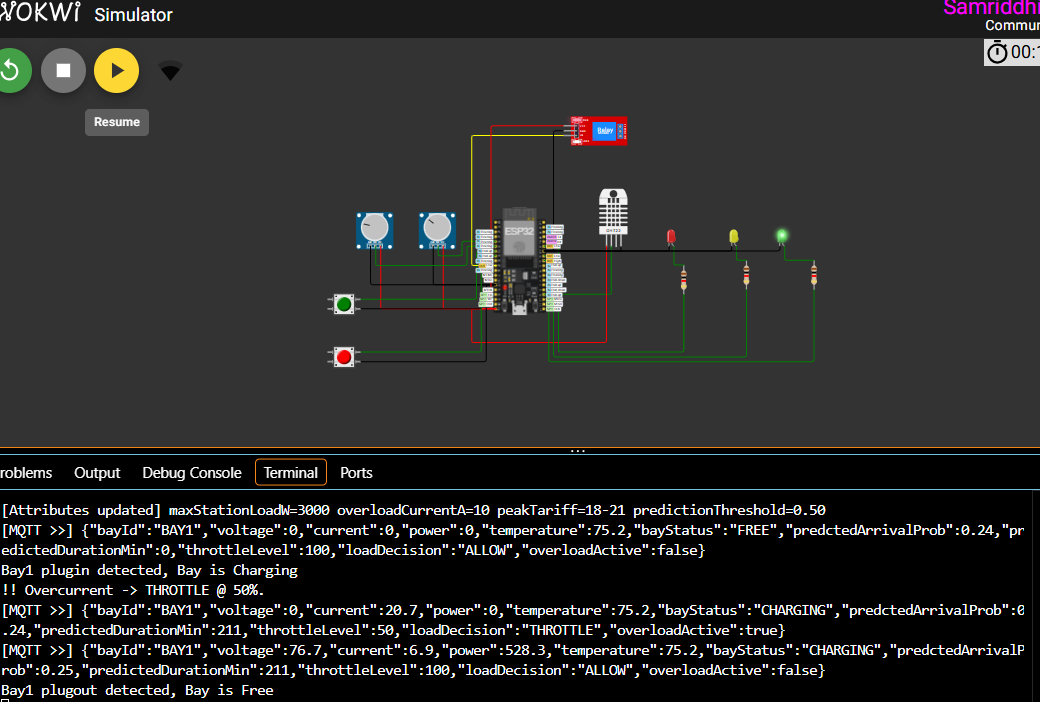 WOKWi Simulator
Samriddhi
Commun
00:
Resume
Relay
ESP32
DHT22
roblems Output Debug Console Terminal Ports
[Attributes updated] maxStationLoadW=3000 overloadCurrentA=10 peakTariff=18-21 predictionThreshold=0.50
[MQTT >>] {"bayId":"BAY1","voltage":0,"current":0,"power":0,"temperature":75.2,"bayStatus":"FREE","predctedArrivalProb":0.24,"pr
edictedDurationMin":0,"throttleLevel":100,"loadDecision":"ALLOW","overloadActive":false}
Bay1 plugin detected, Bay is Charging
!! Overcurrent -> THROTTLE @ 50%.
[MQTT >>] {"bayId":"BAY1","voltage":0,"current":20.7,"power":0,"temperature":75.2,"bayStatus":"CHARGING","predctedArrivalProb":0
.24,"predictedDurationMin":211,"throttleLevel":50,"loadDecision":"THROTTLE","overloadActive":true}
[MQTT >>] {"bayId":"BAY1","voltage":76.7,"current":6.9,"power":528.3,"temperature":75.2,"bayStatus":"CHARGING","predctedArrivalP
rob":0.25,"predictedDurationMin":211,"throttleLevel":100,"loadDecision":"ALLOW","overloadActive":false}
Bay1 plugout detected, Bay is Free